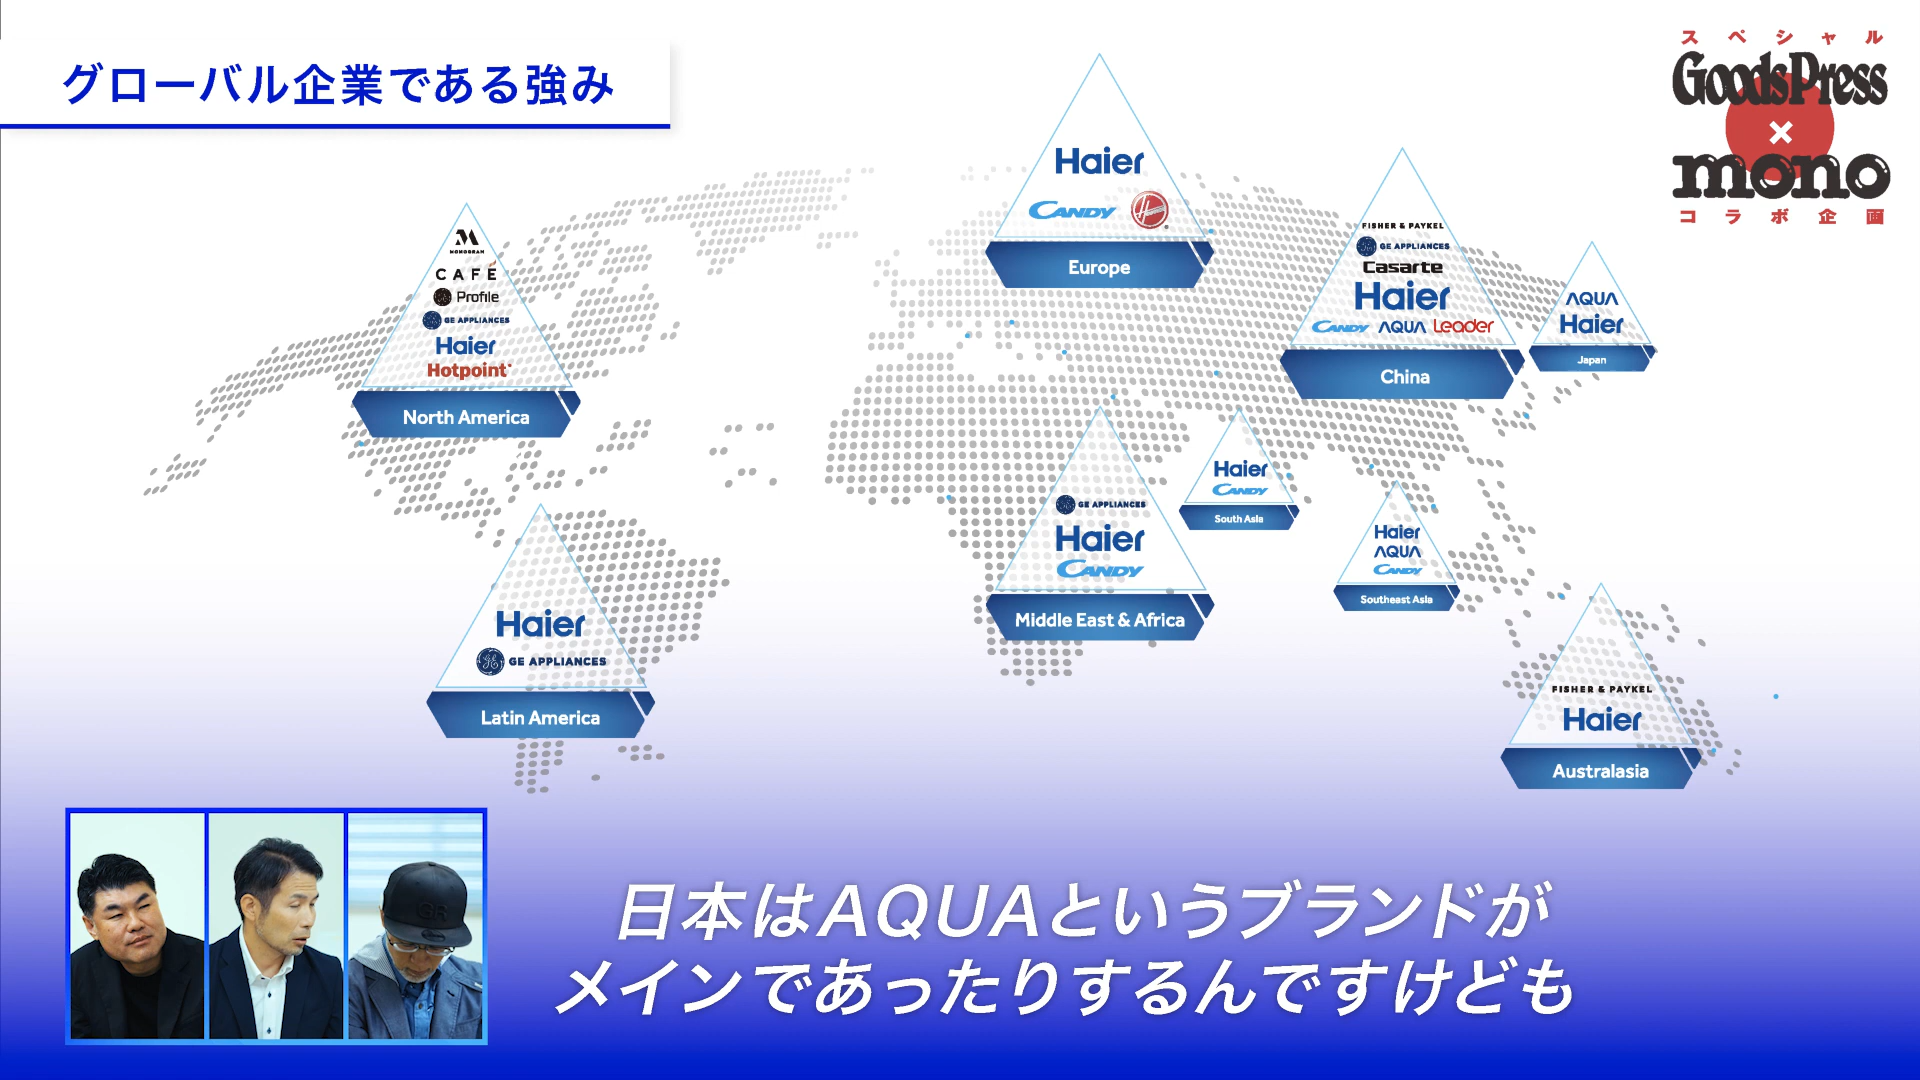 グローバル企業である強み
スペシャル
GoodsPress
×
mono
コラボ企画
Haier
CANDY
Europe
MONOGRAM
CAFÉ
Profile
GE APPLIANCES
Haier
Hotpoint
North America
FISHER & PAYKEL
GE APPLIANCES
Casarte
Haier
CANDY AQUA Leader
China
AQUA
Haier
Japan
GE APPLIANCES
Haier
CANDY
Middle East & Africa
Haier
CANDY
South Asia
Haier
AQUA
CANDY
Southeast Asia
Haier
GE APPLIANCES
Latin America
FISHER & PAYKEL
Haier
Australasia
GR
日本はAQUAというブランドが
メインであったりするんですけども